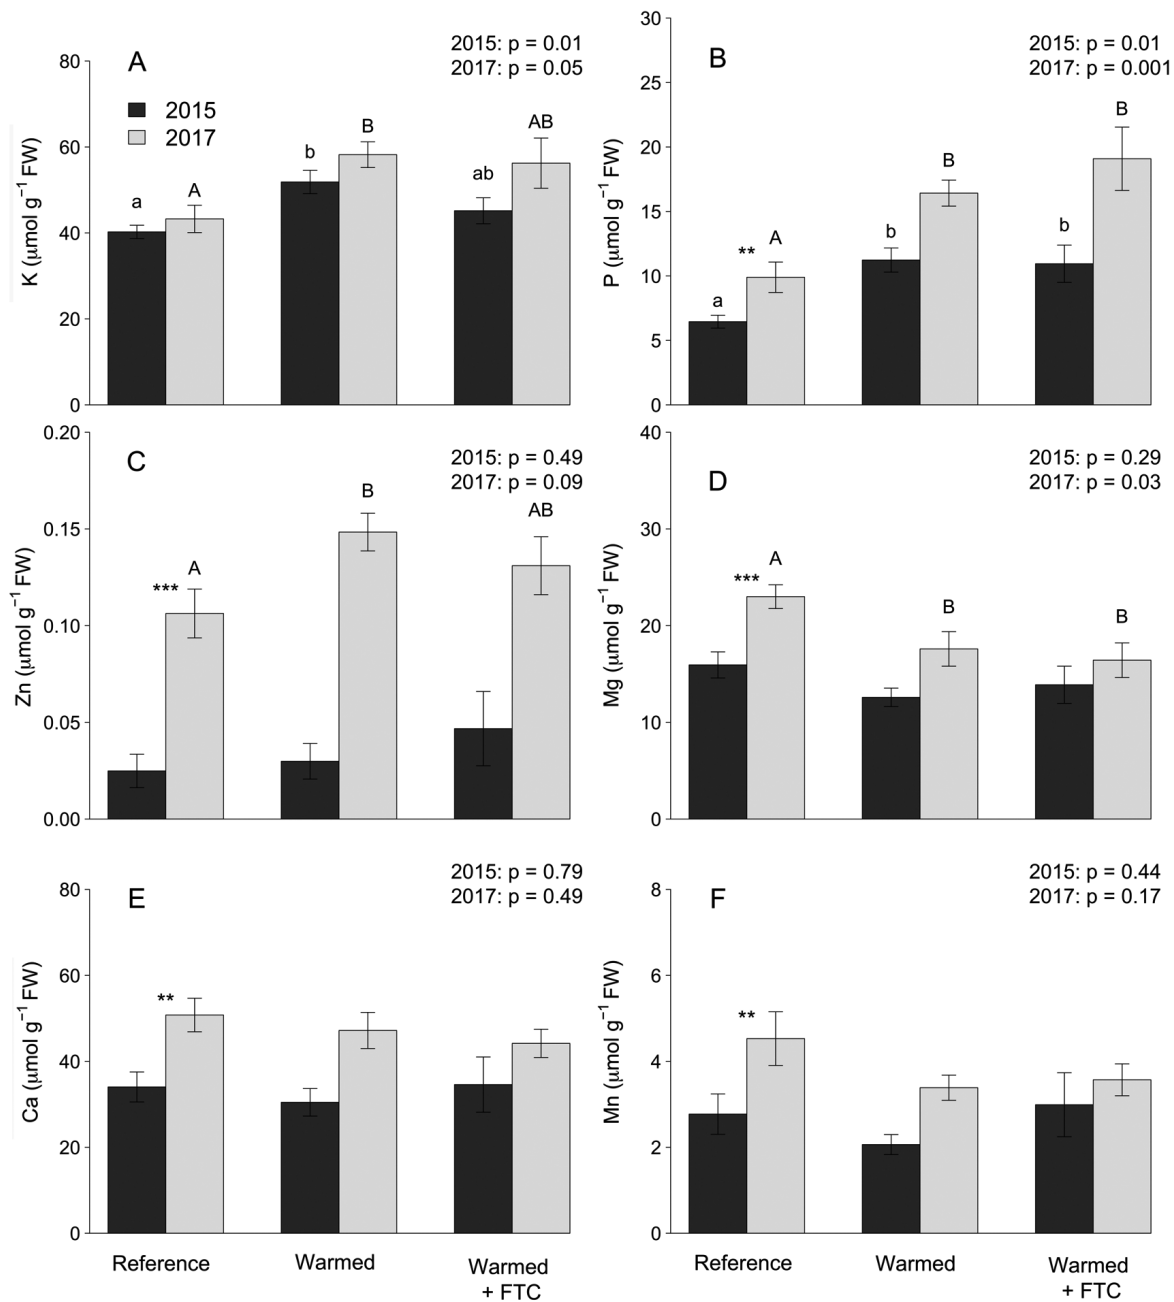 A
2015: p = 0.01
2017: p = 0.05
2015
2017
K (μmol g⁻¹ FW)
80
60
40
20
0
a
A
b
B
ab
AB
B
2015: p = 0.01
2017: p = 0.001
P (μmol g⁻¹ FW)
30
25
20
15
10
5
0
a
**
A
b
B
b
B
C
2015: p = 0.49
2017: p = 0.09
Zn (μmol g⁻¹ FW)
0.20
0.15
0.10
0.05
0.00
***
A
B
AB
D
2015: p = 0.29
2017: p = 0.03
Mg (μmol g⁻¹ FW)
40
30
20
10
0
***
A
B
B
E
2015: p = 0.79
2017: p = 0.49
Ca (μmol g⁻¹ FW)
80
60
40
20
0
**
Reference
Warmed
Warmed
+ FTC
F
2015: p = 0.44
2017: p = 0.17
Mn (μmol g⁻¹ FW)
8
6
4
2
0
**
Reference
Warmed
Warmed
+ FTC